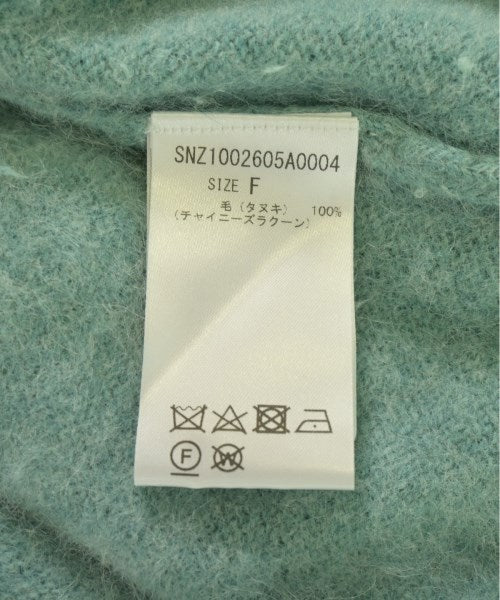 SNZ1002605A0004
SIZE F
毛（タヌキ） 100%
（チャイニーズラクーン）
F
W